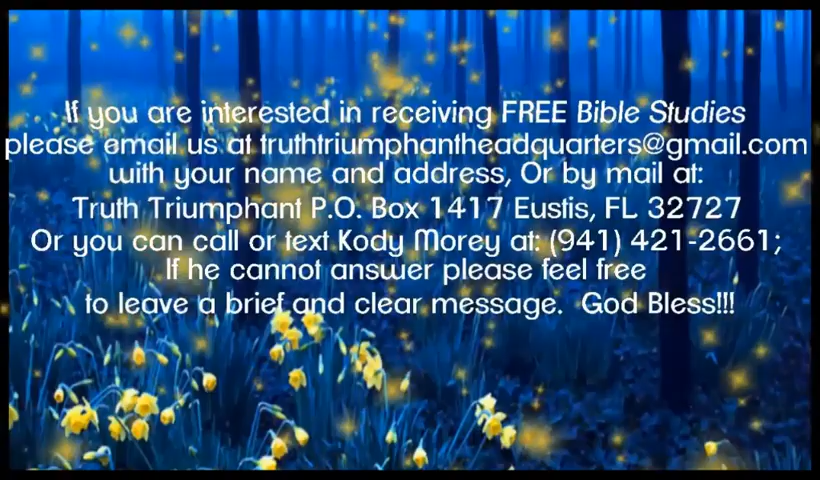 If you are interested in receiving FREE Bible Studies
please email us at truthtriumphantheadquarters@gmail.com
with your name and address, Or by mail at:
Truth Triumphant P.O. Box 1417 Eustis, FL 32727
Or you can call or text Kody Morey at: (941) 421-2661;
If he cannot answer please feel free
to leave a brief and clear message.  God Bless!!!